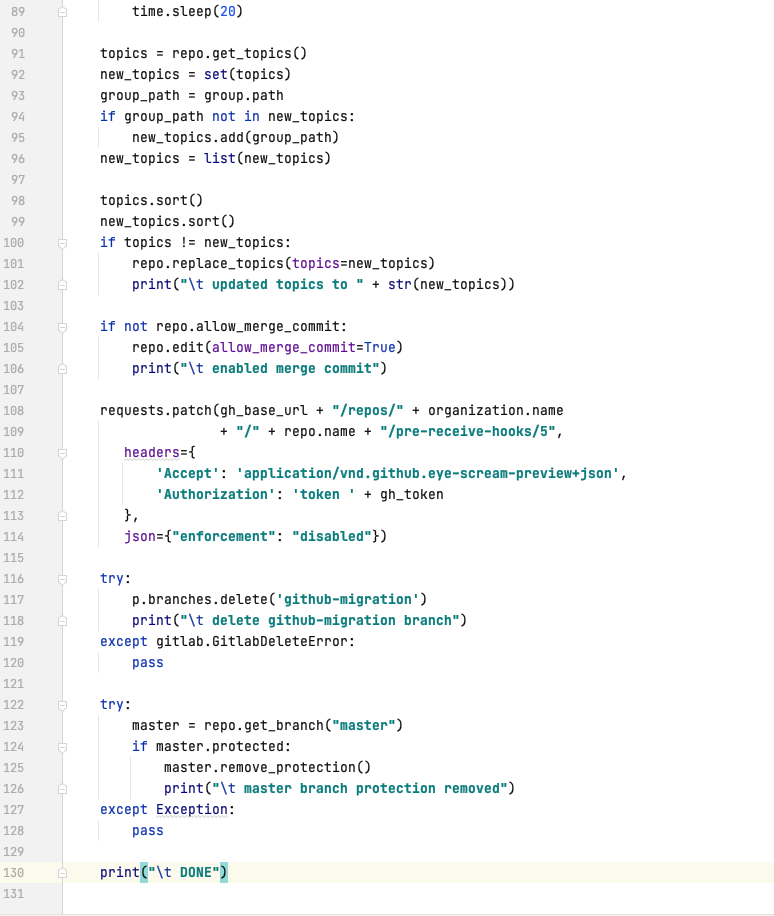 89 time.sleep(20)
90
91 topics = repo.get_topics()
92 new_topics = set(topics)
93 group_path = group.path
94 if group_path not in new_topics:
95 new_topics.add(group_path)
96 new_topics = list(new_topics)
97
98 topics.sort()
99 new_topics.sort()
100 if topics != new_topics:
101 repo.replace_topics(topics=new_topics)
102 print("\t updated topics to " + str(new_topics))
103
104 if not repo.allow_merge_commit:
105 repo.edit(allow_merge_commit=True)
106 print("\t enabled merge commit")
107
108 requests.patch(gh_base_url + "/repos/" + organization.name
109 + "/" + repo.name + "/pre-receive-hooks/5",
110 headers={
111 'Accept': 'application/vnd.github.eye-scream-preview+json',
112 'Authorization': 'token ' + gh_token
113 },
114 json={"enforcement": "disabled"})
115
116 try:
117 p.branches.delete('github-migration')
118 print("\t delete github-migration branch")
119 except gitlab.GitlabDeleteError:
120 pass
121
122 try:
123 master = repo.get_branch("master")
124 if master.protected:
125 master.remove_protection()
126 print("\t master branch protection removed")
127 except Exception:
128 pass
129
130 print("\t DONE")
131